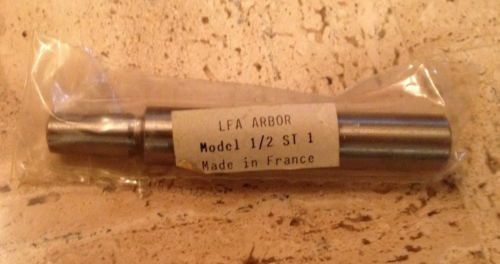 LFA ARBOR
Model 1/2 ST 1
Made in France